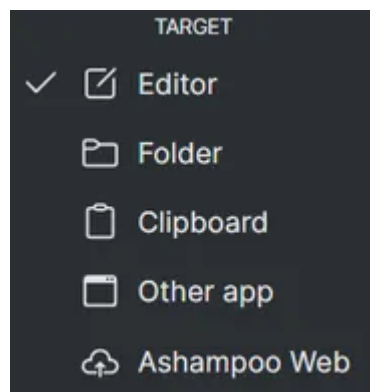 TARGET
Editor
Folder
Clipboard
Other app
Ashampoo Web